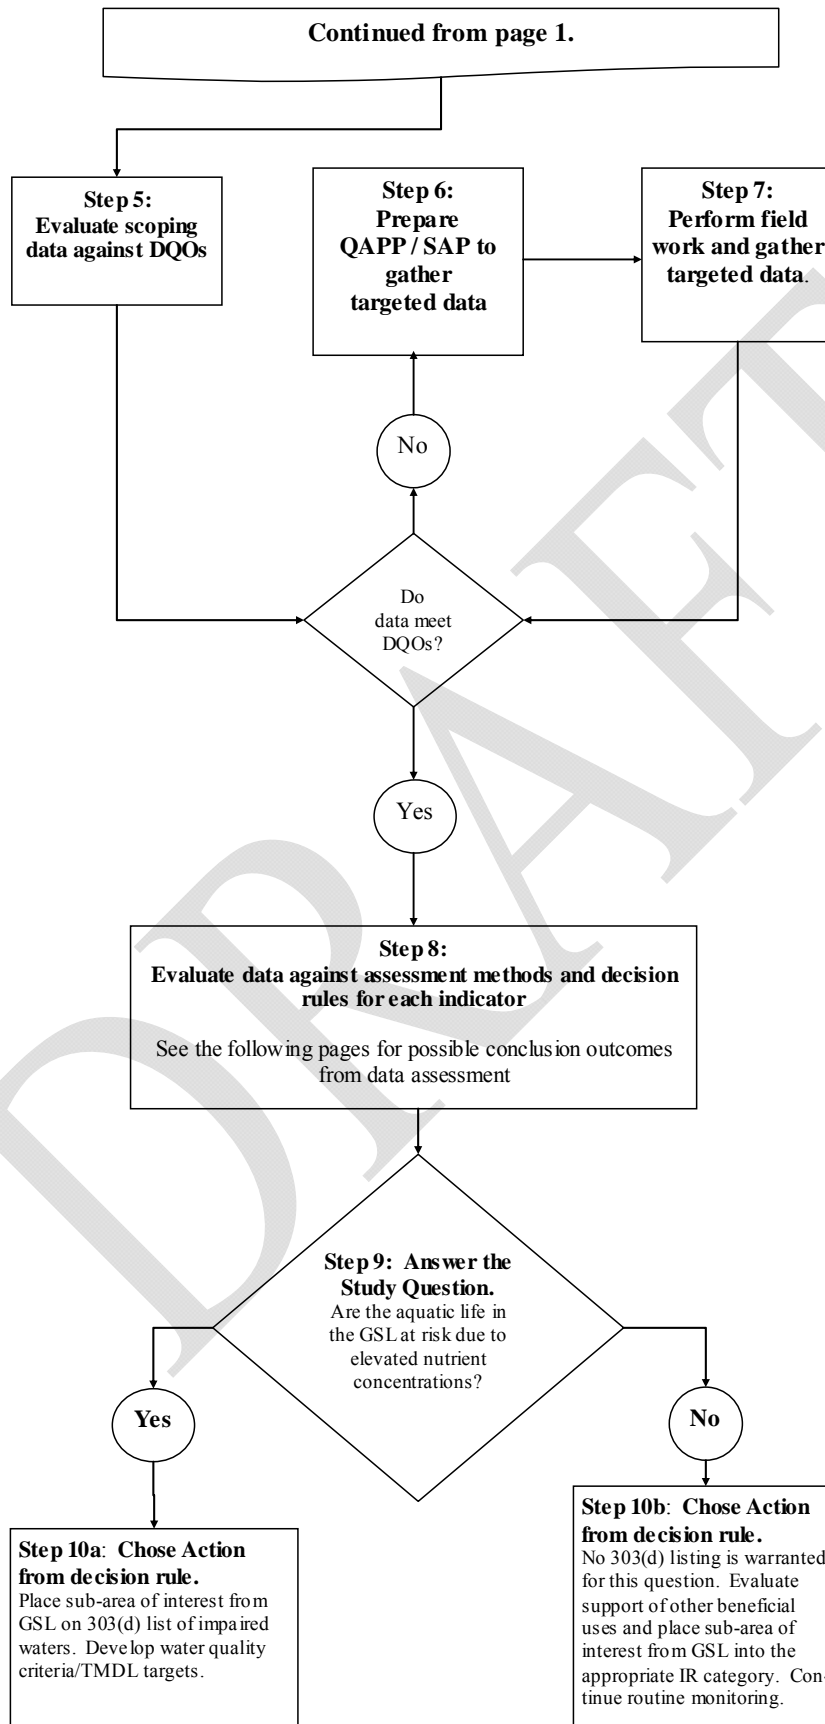 Continued from page 1.
Step 5:
Evaluate scoping
data against DQOs
Step 6:
Prepare
QAPP / SAP to
gather
targeted data
Step 7:
Perform field
work and gather
targeted data.
No
Do
data meet
DQOs?
Yes
Step 8:
Evaluate data against assessment methods and decision
rules for each indicator
See the following pages for possible conclusion outcomes
from data assessment
Step 9: Answer the
Study Question.
Are the aquatic life in
the GSL at risk due to
elevated nutrient
concentrations?
Yes
No
Step 10a: Chose Action
from decision rule.
Place sub-area of interest from
GSL on 303(d) list of impaired
waters. Develop water quality
criteria/TMDL targets.
Step 10b: Chose Action
from decision rule.
No 303(d) listing is warranted
for this question. Evaluate
support of other beneficial
uses and place sub-area of
interest from GSL into the
appropriate IR category. Con-
tinue routine monitoring.
DRAFT